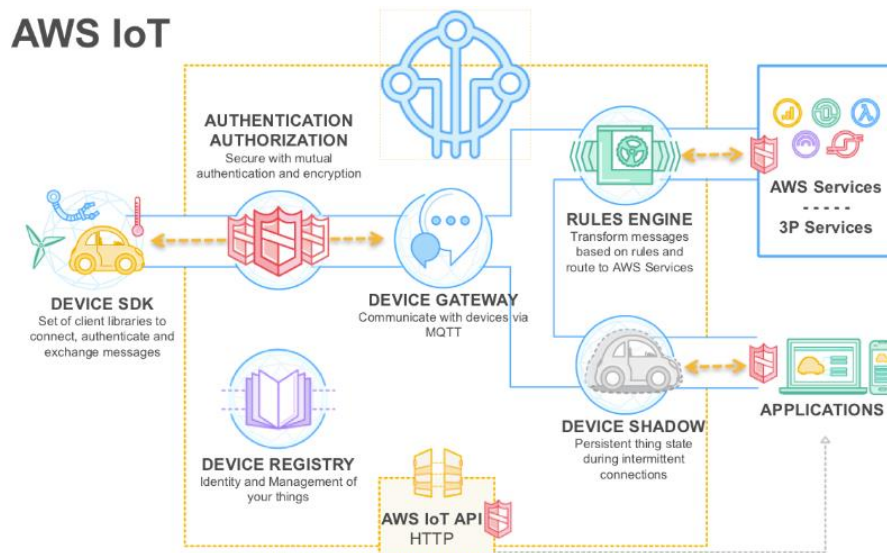 AWS IoT
AUTHENTICATION
AUTHORIZATION
Secure with mutual
authentication and encryption
DEVICE SDK
Set of client libraries to
connect, authenticate and
exchange messages
DEVICE GATEWAY
Communicate with devices via
MQTT
RULES ENGINE
Transform messages
based on rules and
route to AWS Services
AWS Services
- - - - -
3P Services
DEVICE SHADOW
Persistent thing state
during intermittent
connections
APPLICATIONS
DEVICE REGISTRY
Identity and Management of
your things
AWS IoT API
HTTP